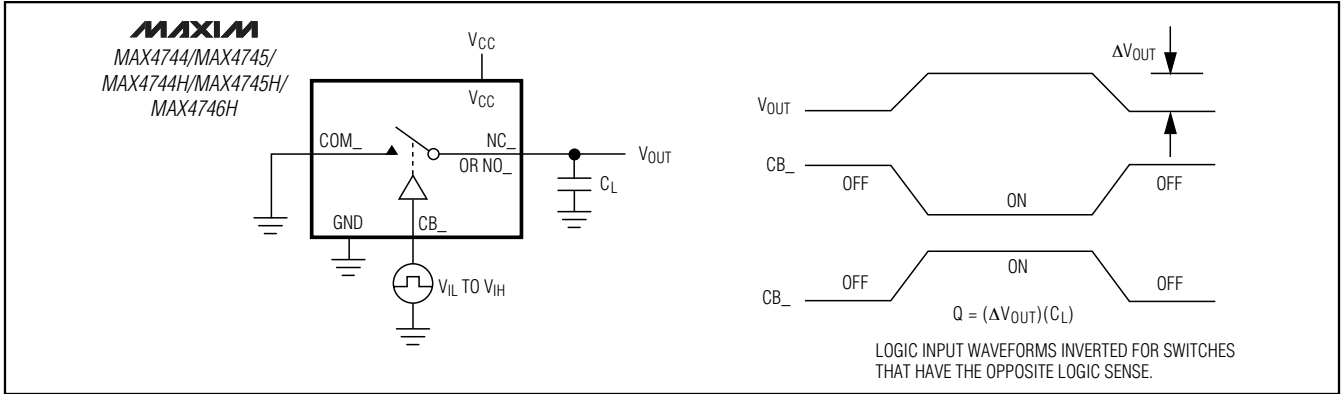 MAXIM
MAX4744/MAX4745/
MAX4744H/MAX4745H/
MAX4746H
VCC
VCC
COM_
NC_
OR NO_
VOUT
CL
GND
CB_
VIL TO VIH
ΔVOUT
VOUT
CB_
OFF
ON
OFF
CB_
OFF
ON
OFF
Q = (ΔVOUT)(CL)
LOGIC INPUT WAVEFORMS INVERTED FOR SWITCHES
THAT HAVE THE OPPOSITE LOGIC SENSE.